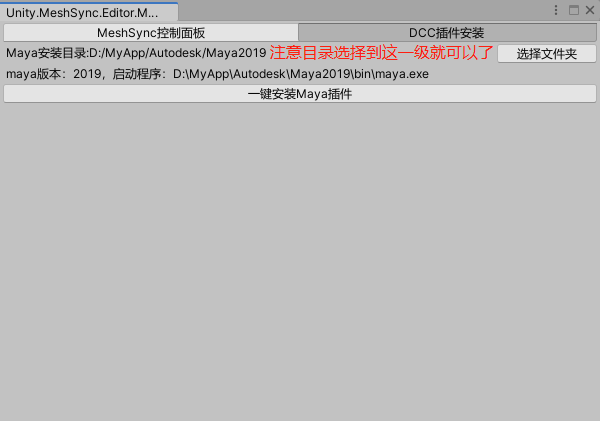 Unity.MeshSync.Editor.M...
MeshSync控制面板 DCC插件安装
Maya安装目录:D:/MyApp/Autodesk/Maya2019 注意目录选择到这一级就可以了 选择文件夹
maya版本：2019，启动程序：D:\MyApp\Autodesk\Maya2019\bin\maya.exe
一键安装Maya插件